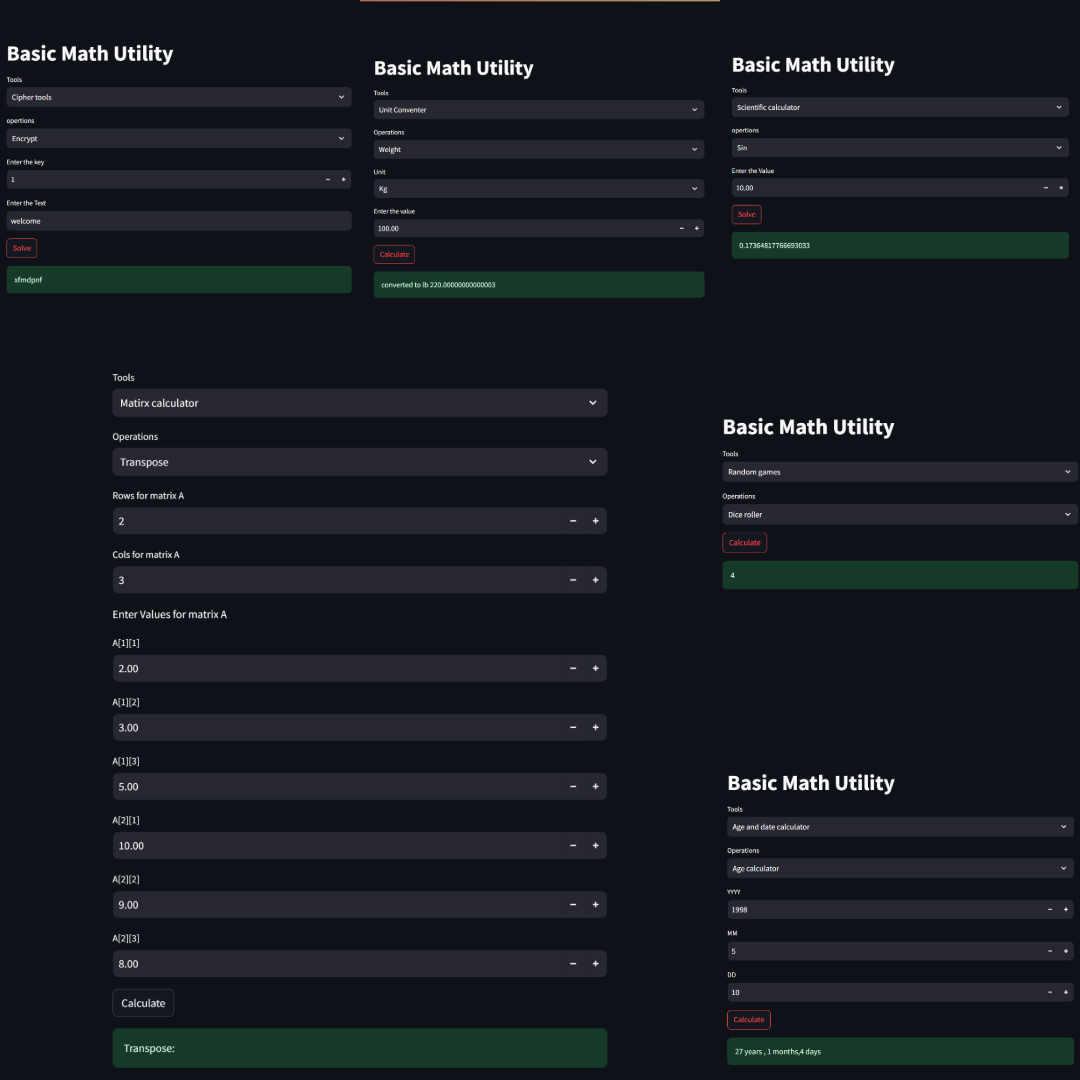 Basic Math Utility
Tools
Cipher tools
opertions
Encrypt
Enter the key
1
Enter the Text
welcome
Solve
xfmdpnf
Basic Math Utility
Tools
Unit Conventer
Operations
Weight
Unit
Kg
Enter the value
100.00
Calculate
converted to lb 220.00000000000003
Basic Math Utility
Tools
Scientific calculator
opertions
Sin
Enter the Value
10.00
Solve
0.17364817766693033
Tools
Matirx calculator
Operations
Transpose
Rows for matrix A
2
Cols for matrix A
3
Enter Values for matrix A
A[1][1]
2.00
A[1][2]
3.00
A[1][3]
5.00
A[2][1]
10.00
A[2][2]
9.00
A[2][3]
8.00
Calculate
Transpose:
Basic Math Utility
Tools
Random games
Operations
Dice roller
Calculate
4
Basic Math Utility
Tools
Age and date calculator
Operations
Age calculator
YYYY
1998
MM
5
DD
10
Calculate
27 years , 1 months,4 days